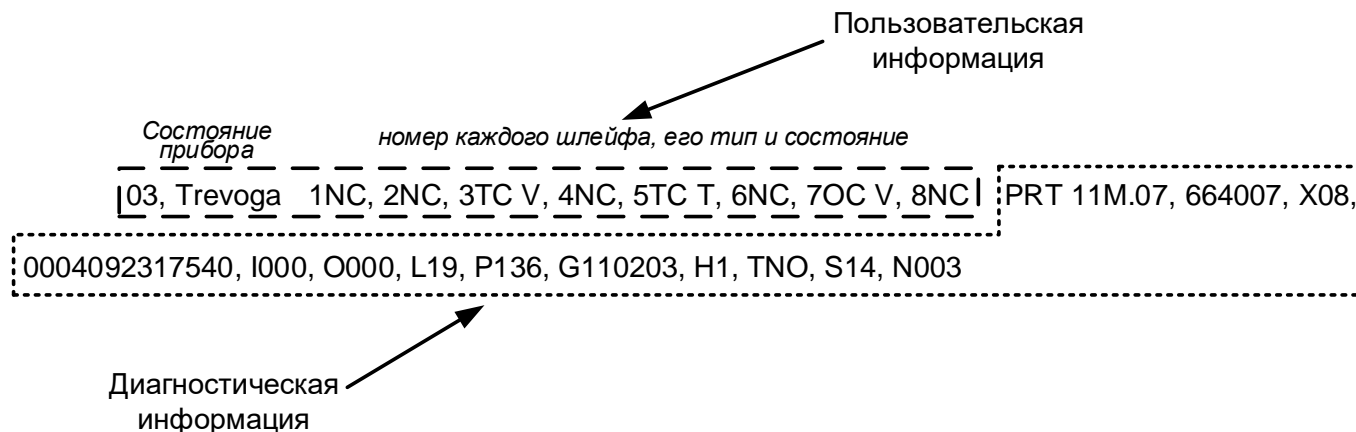 Пользовательская
информация
Состояние
прибора
номер каждого шлейфа, его тип и состояние
03, Trevoga 1NC, 2NC, 3TC V, 4NC, 5TC T, 6NC, 7OC V, 8NC PRT 11M.07, 664007, X08,
0004092317540, I000, O000, L19, P136, G110203, H1, TNO, S14, N003
Диагностическая
информация